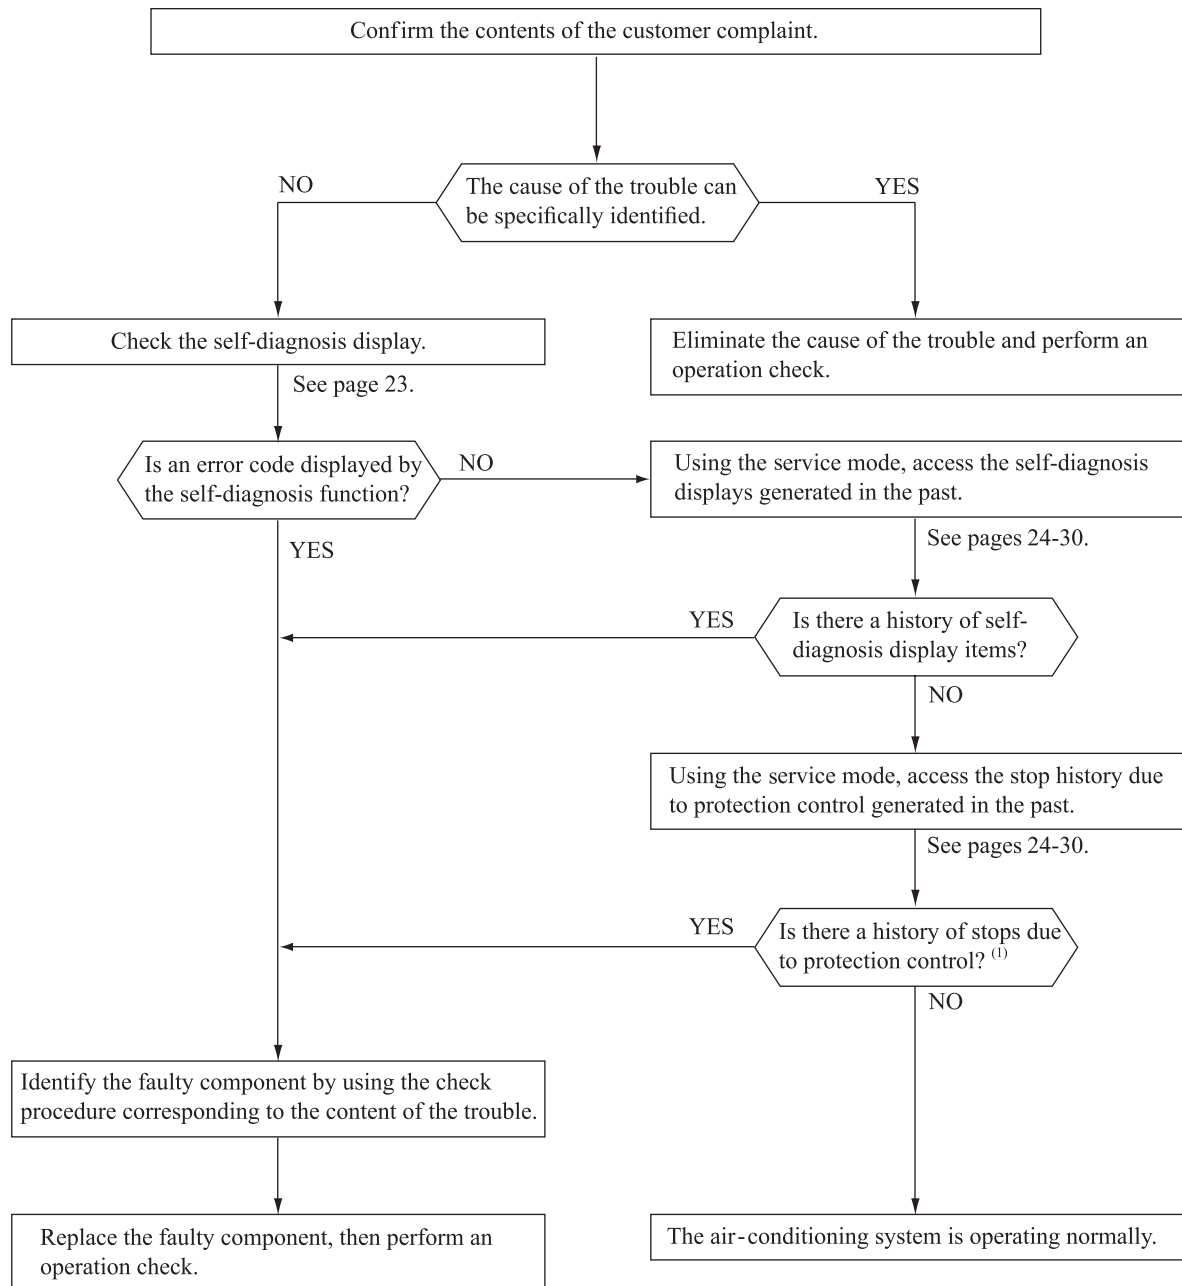 Confirm the contents of the customer complaint.
NO
The cause of the trouble can
be specifically identified.
YES
Check the self-diagnosis display.
Eliminate the cause of the trouble and perform an
operation check.
See page 23.
Is an error code displayed by
the self-diagnosis function?
NO
Using the service mode, access the self-diagnosis
displays generated in the past.
YES
See pages 24-30.
YES
Is there a history of self-
diagnosis display items?
NO
Using the service mode, access the stop history due
to protection control generated in the past.
See pages 24-30.
YES
Is there a history of stops due
to protection control? (1)
NO
Identify the faulty component by using the check
procedure corresponding to the content of the trouble.
Replace the faulty component, then perform an
operation check.
The air-conditioning system is operating normally.